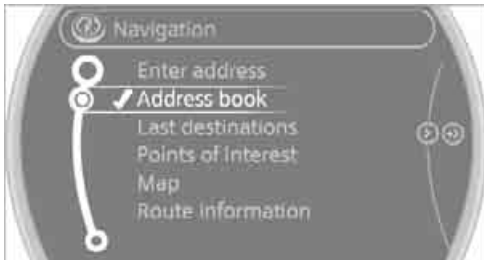 Navigation
Enter address
Address book
Last destinations
Points of Interest
Map
Route information